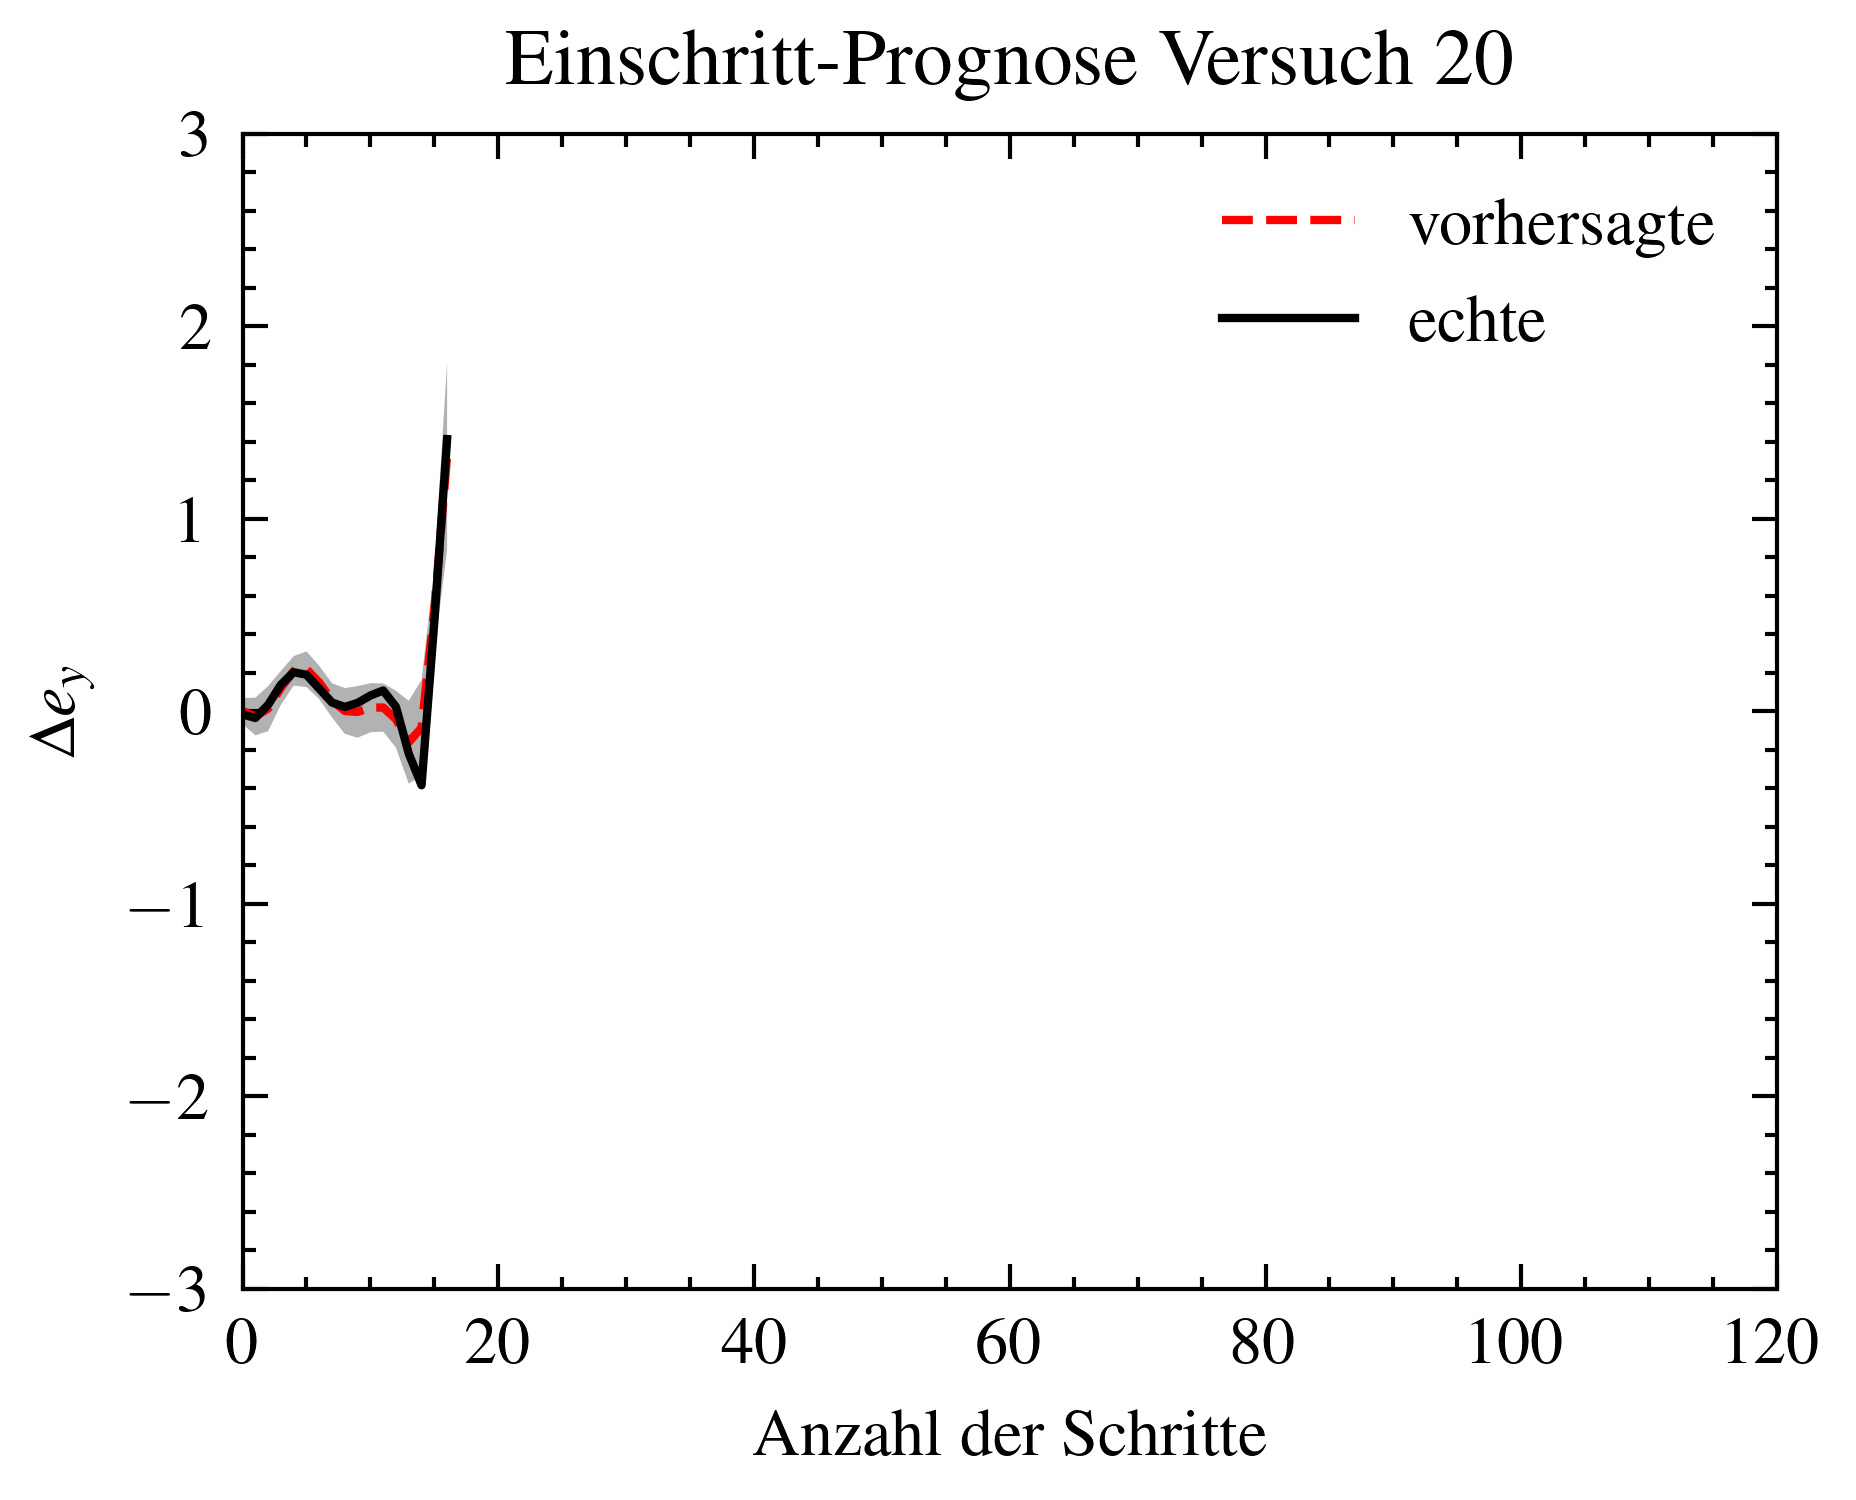 Einschritt-Prognose Versuch 20
3
2
1
0
−1
−2
−3
Δe_y
vorhersagte
echte
0 20 40 60 80 100 120
Anzahl der Schritte